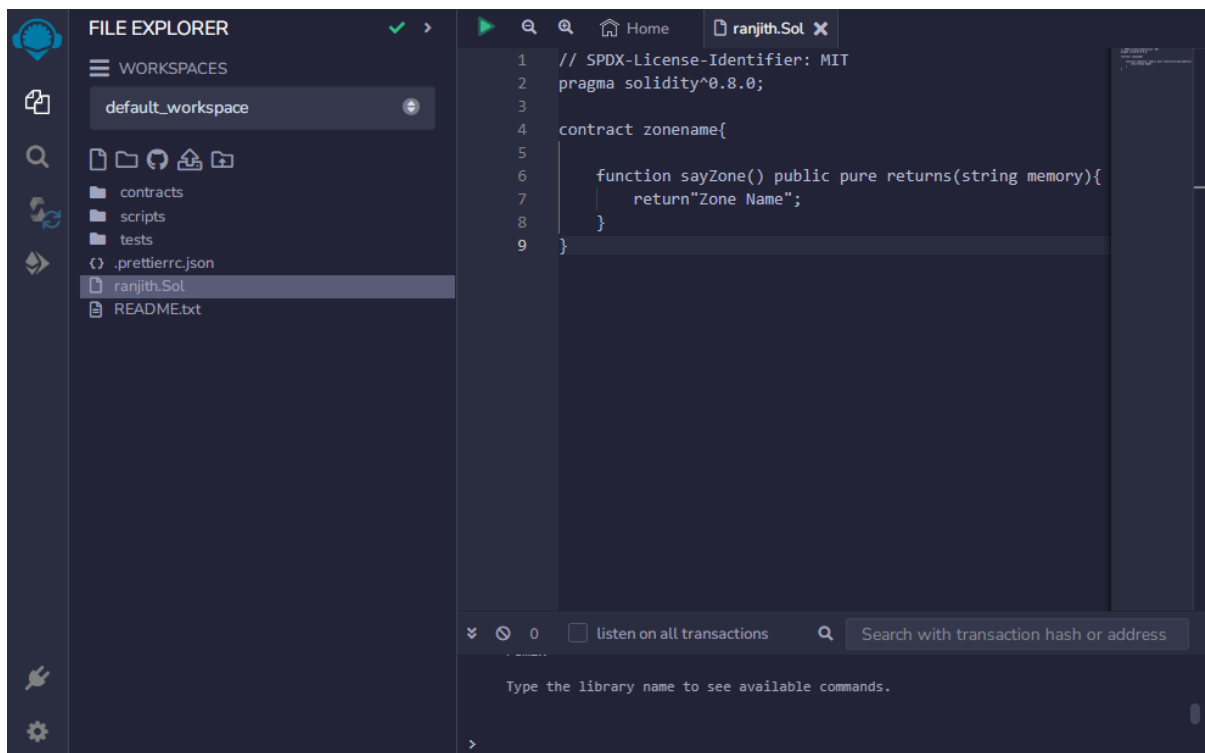 FILE EXPLORER
WORKSPACES
default_workspace
contracts
scripts
tests
.prettierrc.json
ranjith.Sol
README.txt
Home
ranjith.Sol
1 // SPDX-License-Identifier: MIT
2 pragma solidity^0.8.0;
3
4 contract zonename{
5
6 function sayZone() public pure returns(string memory){
7 return"Zone Name";
8 }
9 }
0 listen on all transactions
Search with transaction hash or address
Type the library name to see available commands.
>